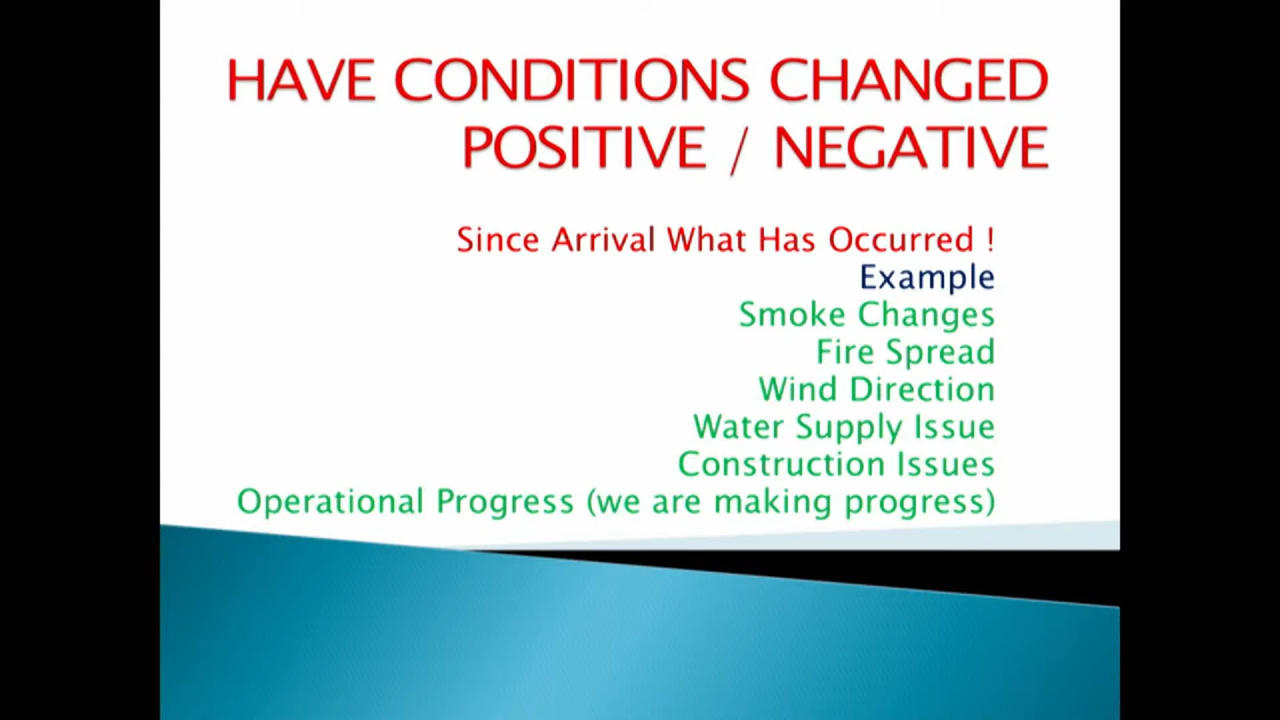 HAVE CONDITIONS CHANGED
POSITIVE / NEGATIVE
Since Arrival What Has Occurred !
Example
Smoke Changes
Fire Spread
Wind Direction
Water Supply Issue
Construction Issues
Operational Progress (we are making progress)